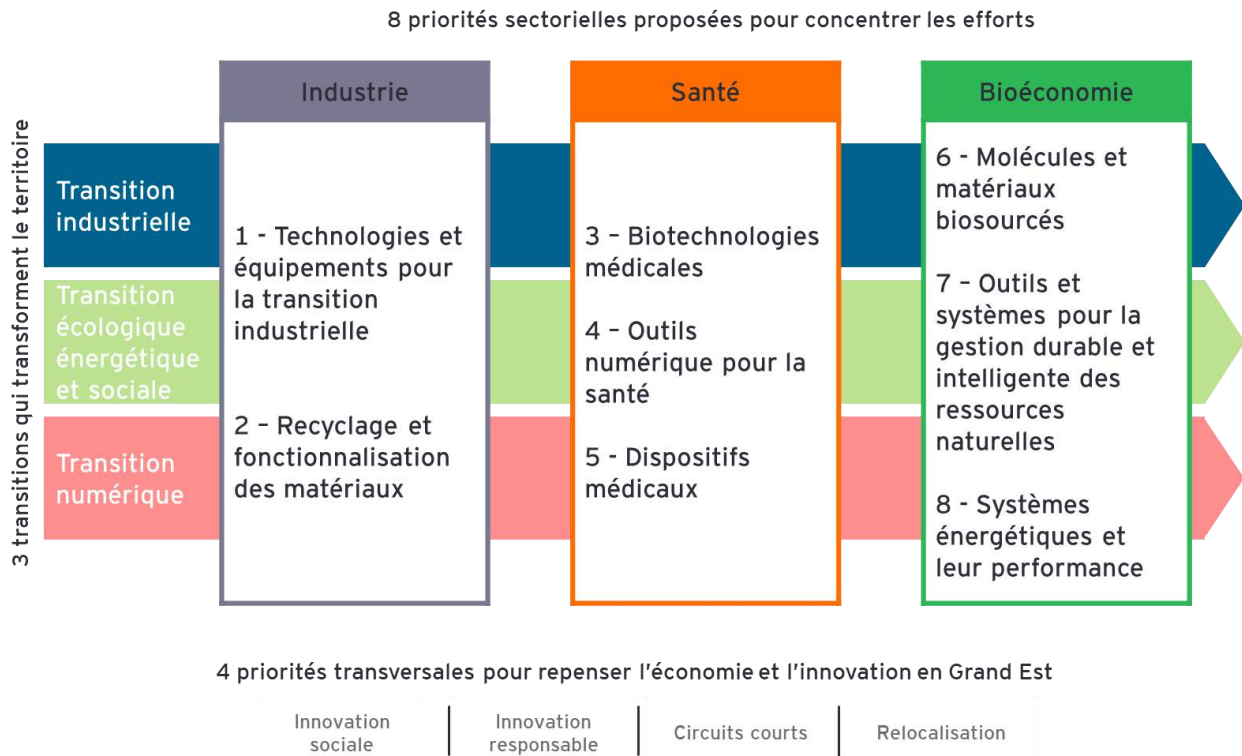 8 priorités sectorielles proposées pour concentrer les efforts
3 transitions qui transforment le territoire
Industrie
Santé
Bioéconomie
Transition
industrielle
Transition
écologique
énergétique
et sociale
Transition
numérique
1 - Technologies et
équipements pour
la transition
industrielle
2 – Recyclage et
fonctionnalisation
des matériaux
3 – Biotechnologies
médicales
4 – Outils
numérique pour la
santé
5 - Dispositifs
médicaux
6 - Molécules et
matériaux
biosourcés
7 – Outils et
systèmes pour la
gestion durable et
intelligente des
ressources
naturelles
8 - Systèmes
énergétiques et
leur performance
4 priorités transversales pour repenser l'économie et l'innovation en Grand Est
Innovation
sociale
Innovation
responsable
Circuits courts
Relocalisation